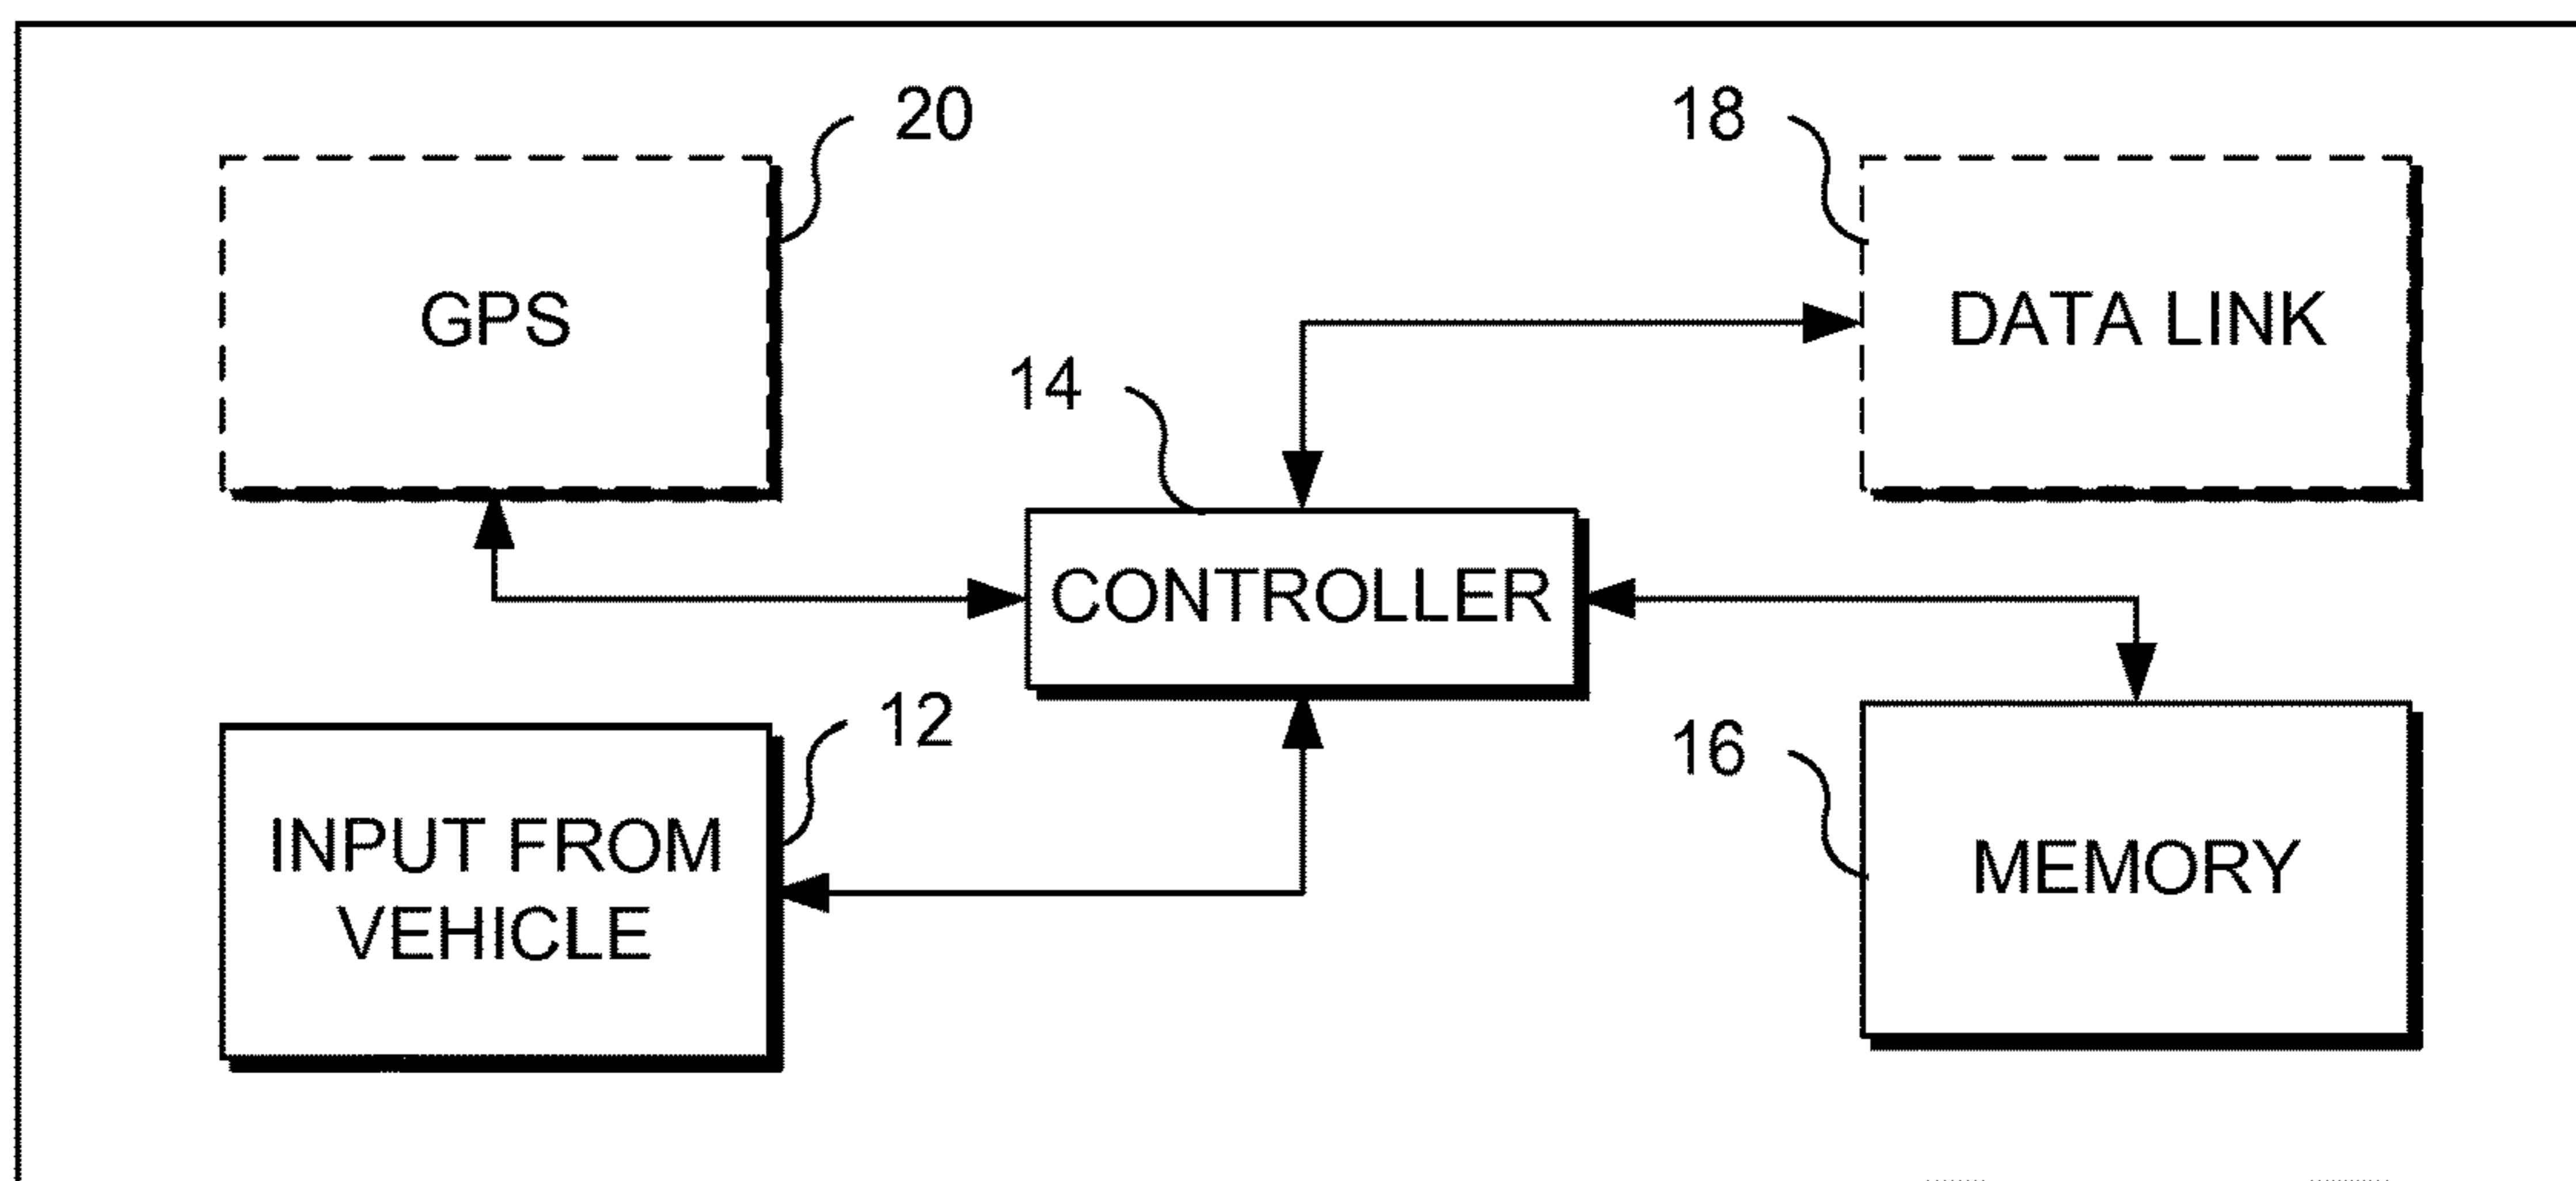 20
18
GPS
DATA LINK
14
CONTROLLER
12
16
INPUT FROM
VEHICLE
MEMORY